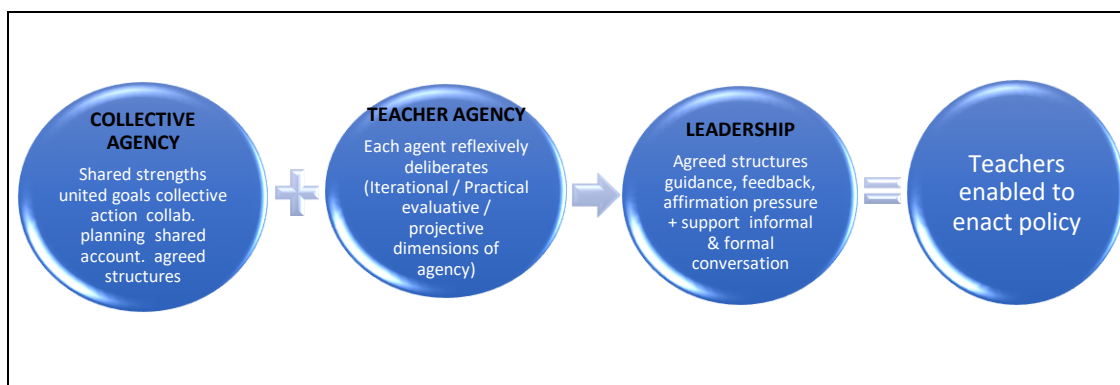 COLLECTIVE
AGENCY
Shared strengths
united goals collective
action collab.
planning shared
account. agreed
structures
TEACHER AGENCY
Each agent reflexively
deliberates
(Iterational / Practical
evaluative /
projective
dimensions of
agency)
LEADERSHIP
Agreed structures
guidance, feedback,
affirmation pressure
+ support informal
& formal
conversation
Teachers
enabled to
enact policy